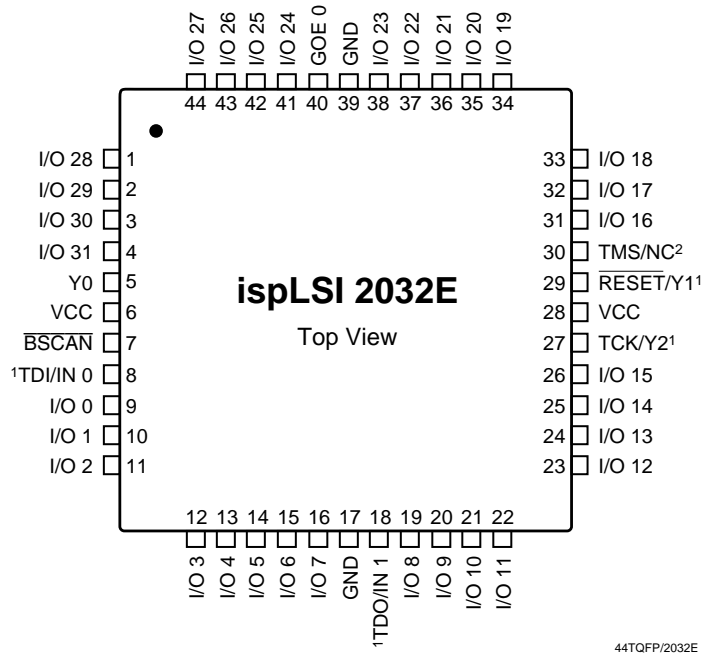 I/O 27
I/O 26
I/O 25
I/O 24
GOE 0
GND
I/O 23
I/O 22
I/O 21
I/O 20
I/O 19
44 43 42 41 40 39 38 37 36 35 34
I/O 28 1
I/O 29 2
I/O 30 3
I/O 31 4
Y0 5
VCC 6
BSCAN 7
¹TDI/IN 0 8
I/O 0 9
I/O 1 10
I/O 2 11
ispLSI 2032E
Top View
33 I/O 18
32 I/O 17
31 I/O 16
30 TMS/NC²
29 RESET/Y1¹
28 VCC
27 TCK/Y2¹
26 I/O 15
25 I/O 14
24 I/O 13
23 I/O 12
12 13 14 15 16 17 18 19 20 21 22
I/O 3
I/O 4
I/O 5
I/O 6
I/O 7
GND
¹TDO/IN 1
I/O 8
I/O 9
I/O 10
I/O 11
44TQFP/2032E